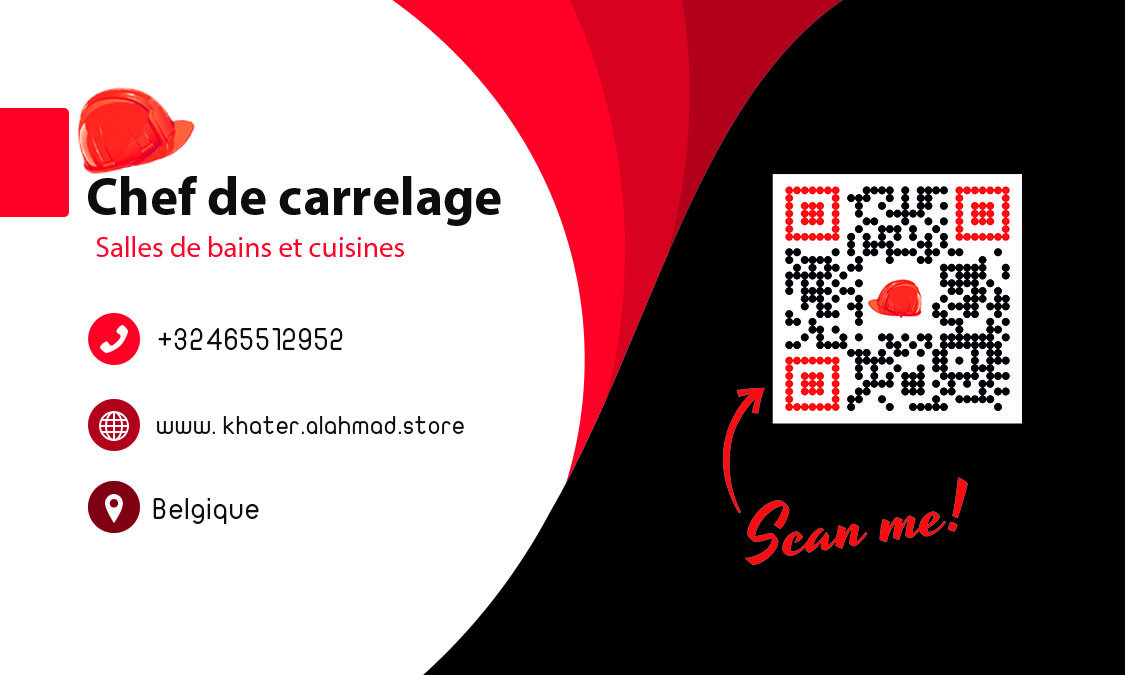 Chef de carrelage
Salles de bains et cuisines
+32465512952
www. khater.alahmad.store
Belgique
Scan me!